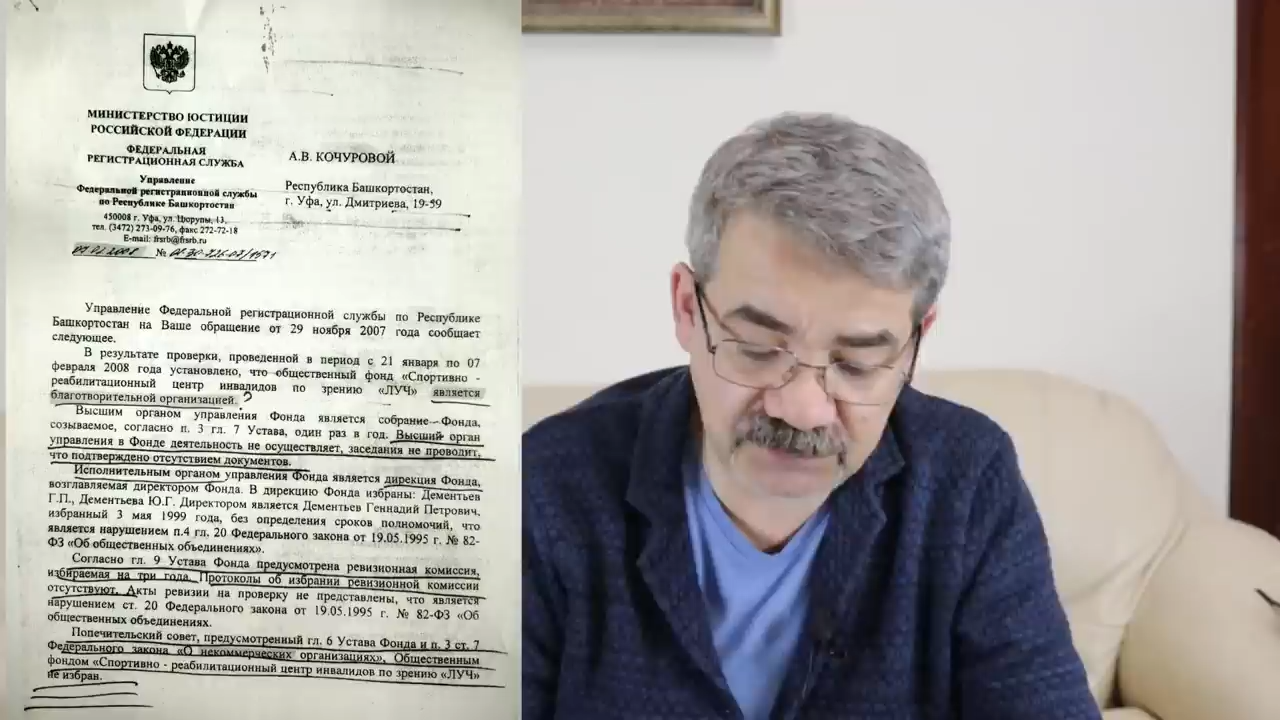 МИНИСТЕРСТВО ЮСТИЦИИ
РОССИЙСКОЙ ФЕДЕРАЦИИ
ФЕДЕРАЛЬНАЯ
РЕГИСТРАЦИОННАЯ СЛУЖБА
Управление
Федеральной регистрационной службы
по Республике Башкортостан
450008 г. Уфа, ул. Цюрупы, 13,
тел. (3472) 273-09-76, факс 272-72-18
E-mail: frsrb@frsrb.ru
№
А.В. КОЧУРОВОЙ
Республика Башкортостан,
г. Уфа, ул. Дмитриева, 19-59
Управление Федеральной регистрационной службы по Республике
Башкортостан на Ваше обращение от 29 ноября 2007 года сообщает
следующее.
В результате проверки, проведенной в период с 21 января по 07
февраля 2008 года установлено, что общественный фонд «Спортивно -
реабилитационный центр инвалидов по зрению «ЛУЧ» является
благотворительной организацией. ?
Высшим органом управления Фонда является собрание Фонда,
созываемое, согласно п. 3 гл. 7 Устава, один раз в год. Высший орган
управления в Фонде деятельность не осуществляет, заседания не проводит,
что подтверждено отсутствием документов.
Исполнительным органом управления Фонда является дирекция Фонда,
возглавляемая директором Фонда. В дирекцию Фонда избраны: Дементьев
Г.П., Дементьева Ю.Г. Директором является Дементьев Геннадий Петрович,
избранный 3 мая 1999 года, без определения сроков полномочий, что
является нарушением п.4 гл. 20 Федерального закона от 19.05.1995 г. № 82-
ФЗ «Об общественных объединениях».
Согласно гл. 9 Устава Фонда предусмотрена ревизионная комиссия,
избираемая на три года. Протоколы об избрании ревизионной комиссии
отсутствуют. Акты ревизии на проверку не представлены, что является
нарушением ст. 20 Федерального закона от 19.05.1995 г. № 82-ФЗ «Об
общественных объединениях.
Попечительский совет, предусмотренный гл. 6 Устава Фонда и п. 3 ст. 7
Федерального закона «О некоммерческих организациях», Общественным
фондом «Спортивно - реабилитационный центр инвалидов по зрению «ЛУЧ»
не избран.